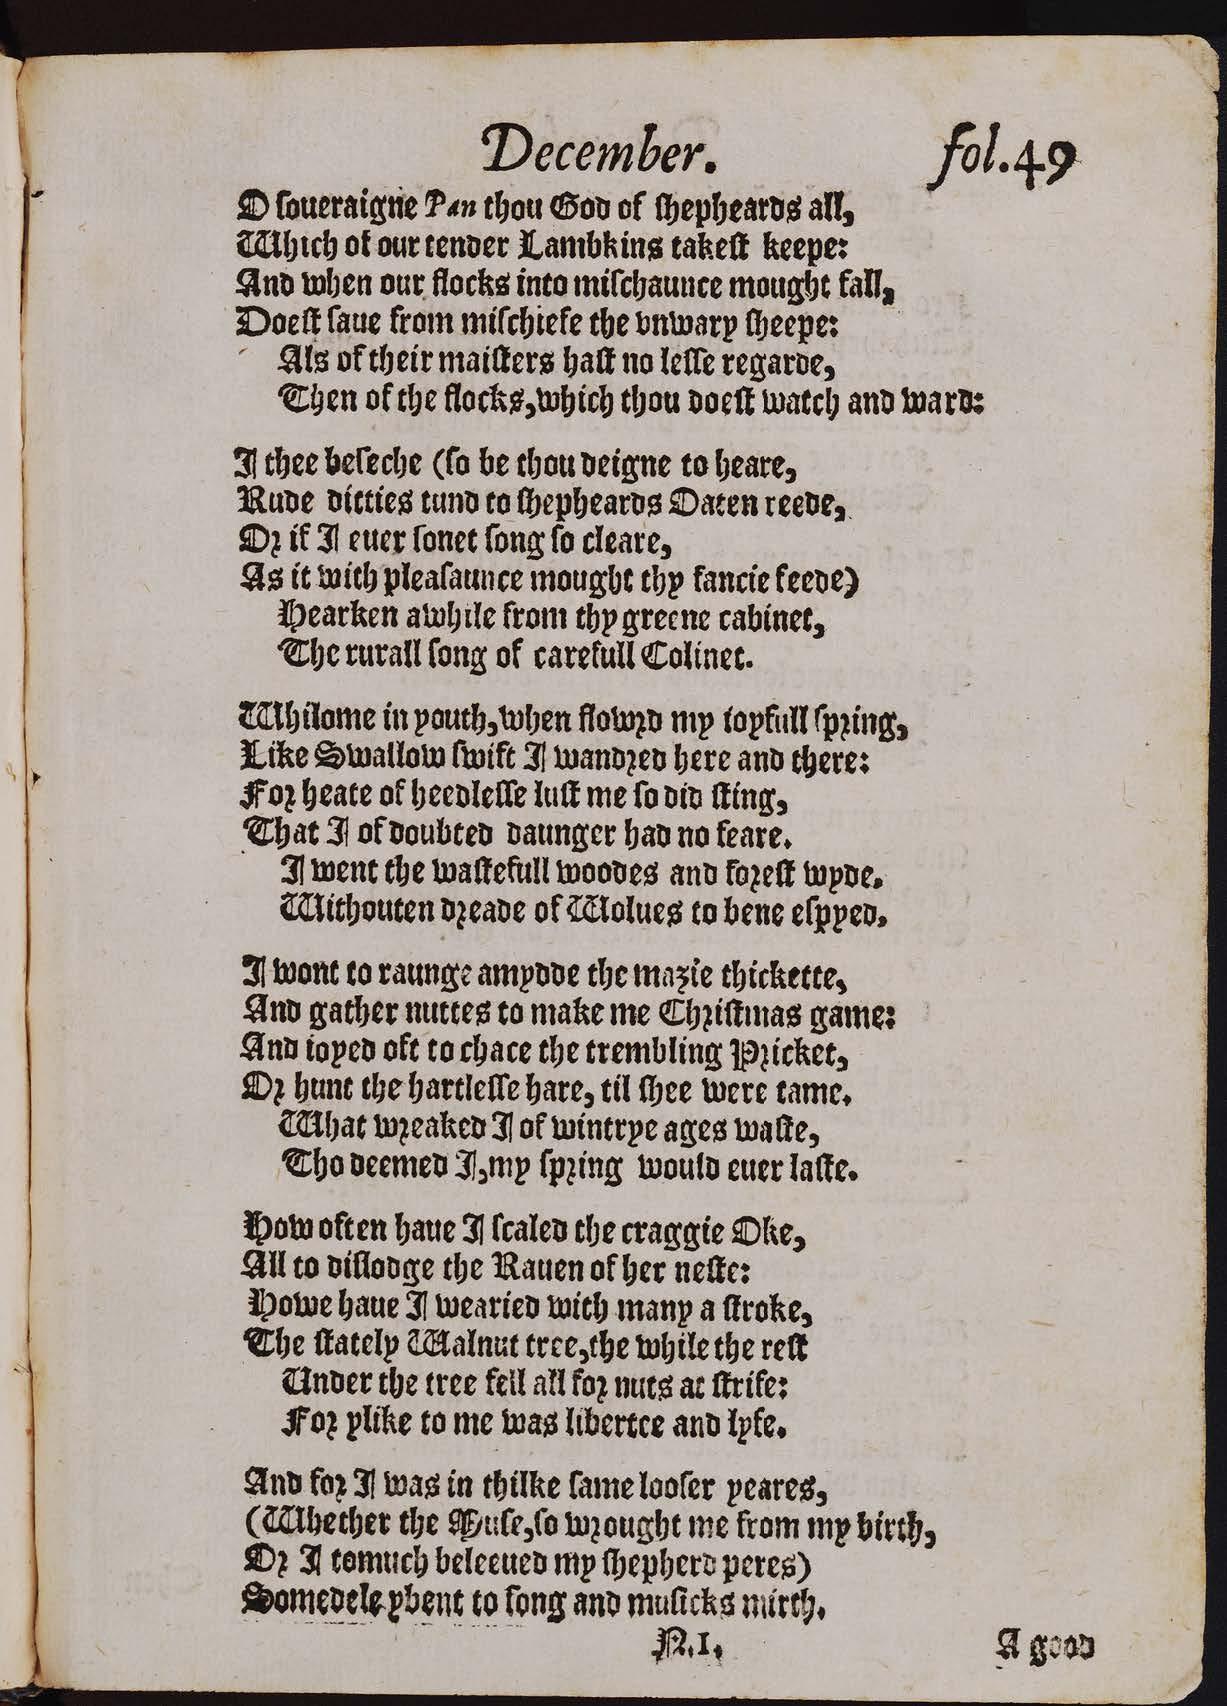 December. fol.49
O ſoueraigne Pan thou God of ſhepheards all,
Which of our tender Lambkins takeſt keepe:
And when our flocks into miſchaunce mought fall,
Doeſt ſaue from miſchiefe the vnwary ſheepe:
Als of their maiſters haſt no leſſe regarde,
Then of the flocks, which thou doeſt watch and ward:
I thee beſeche (ſo be thou deigne to heare,
Rude ditties tund to ſhepheards Oaten reede,
Or if I euer ſonet ſong ſo cleare,
As it with pleaſaunce mought thy fancie feede)
Hearken awhile from thy greene cabinet,
The rurall ſong of carefull Colinet.
Whilome in youth, when flowrd my ioyfull ſpring,
Like Swallow ſwift I wandred here and there:
For heate of heedleſſe luſt me ſo did ſting,
That I of doubted daunger had no feare.
I went the waſtefull woodes and foreſt wyde.
Withouten dreade of Wolues to bene eſpyed.
I wont to raunge amydde the mazie thickette,
And gather nuttes to make me Chriſtmas game:
And ioyed oft to chace the trembling Pricket,
Or hunt the hartleſſe hare, til ſhee were tame.
What wreaked I of wintrye ages waſte,
Tho deemed I, my ſpring would euer laſte.
How often haue I ſcaled the craggie Oke,
All to diſlodge the Rauen of her neſte:
Howe haue I wearied with many a ſtroke,
The ſtately Walnut tree, the while the reſt
Under the tree fell all for nuts at ſtrife:
For ylike to me was libertee and lyfe.
And for I was in thilke ſame looſer yeares,
(Whether the Muſe, ſo wrought me from my birth,
Or I tomuch beleeued my ſhepherd peres)
Somedele ybent to ſong and muſicks mirth.
N.1. A good